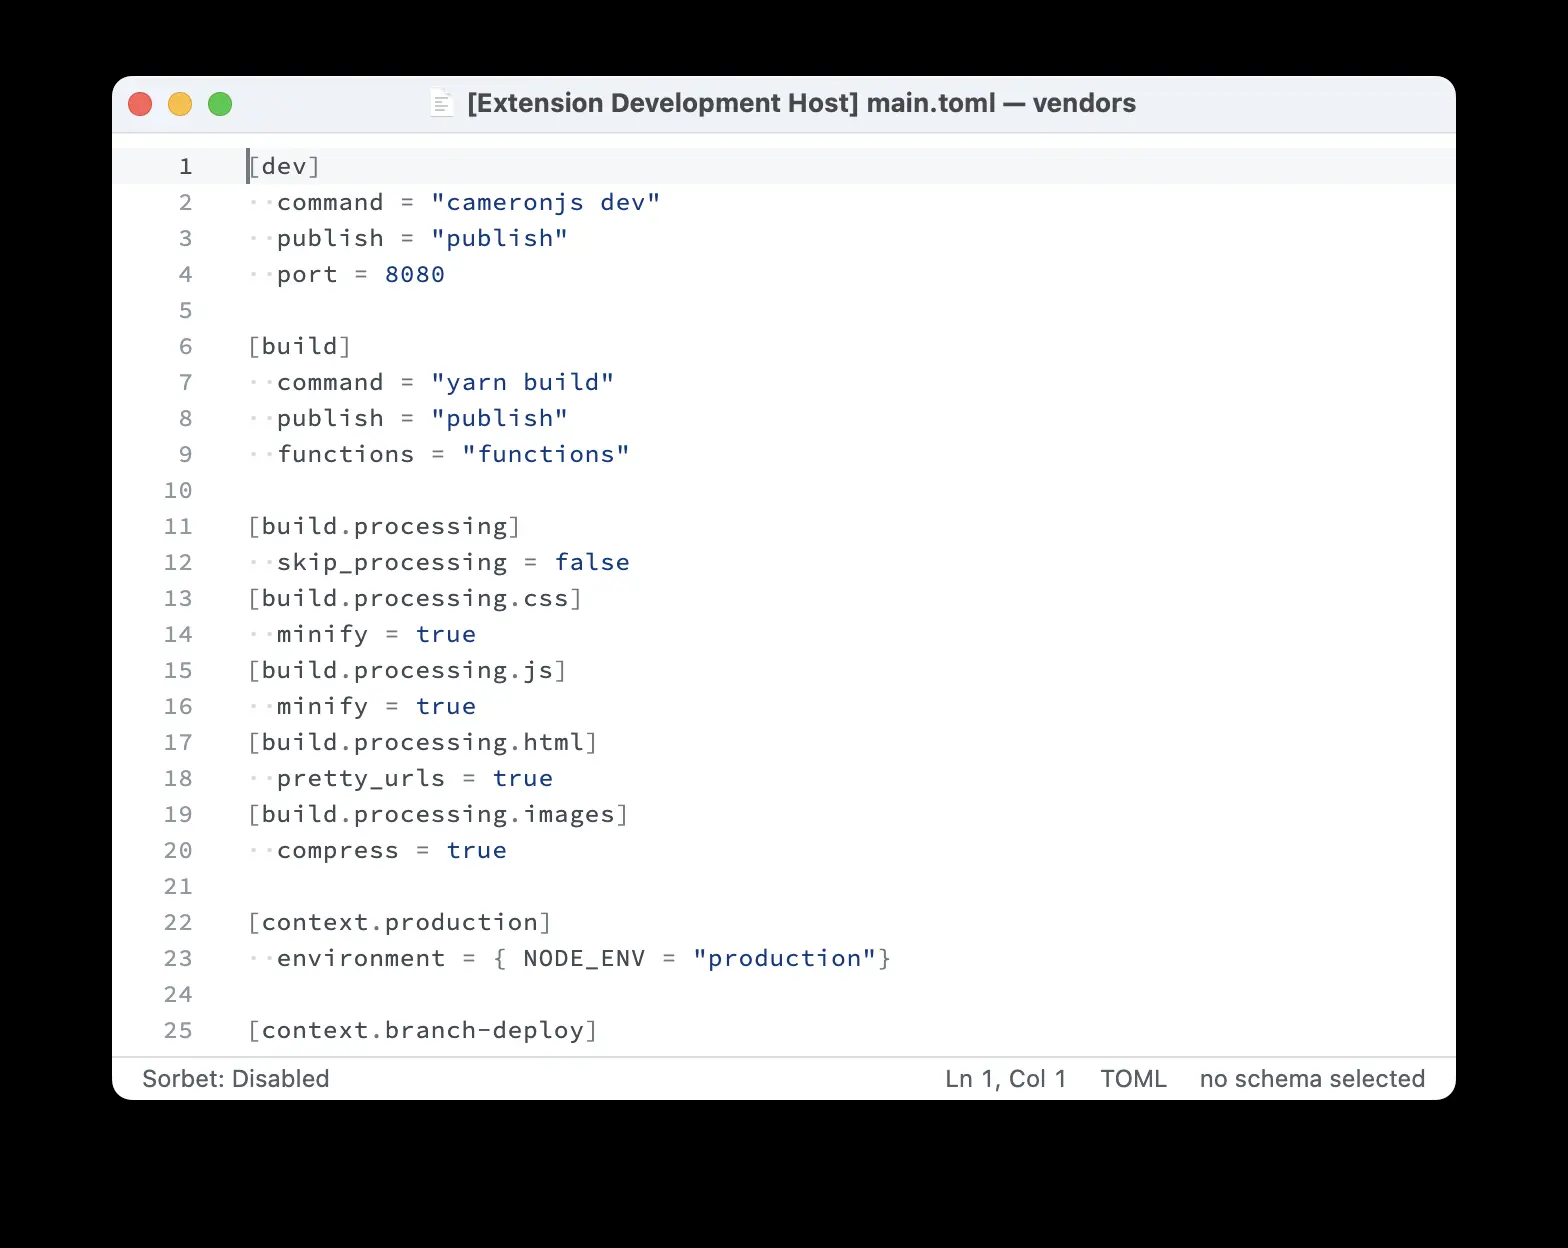 [Extension Development Host] main.toml — vendors
1 [dev]
2 ··command = "cameronjs dev"
3 ··publish = "publish"
4 ··port = 8080
5
6 [build]
7 ··command = "yarn build"
8 ··publish = "publish"
9 ··functions = "functions"
10
11 [build.processing]
12 ··skip_processing = false
13 [build.processing.css]
14 ··minify = true
15 [build.processing.js]
16 ··minify = true
17 [build.processing.html]
18 ··pretty_urls = true
19 [build.processing.images]
20 ··compress = true
21
22 [context.production]
23 ··environment = { NODE_ENV = "production"}
24
25 [context.branch-deploy]
Sorbet: Disabled Ln 1, Col 1 TOML no schema selected